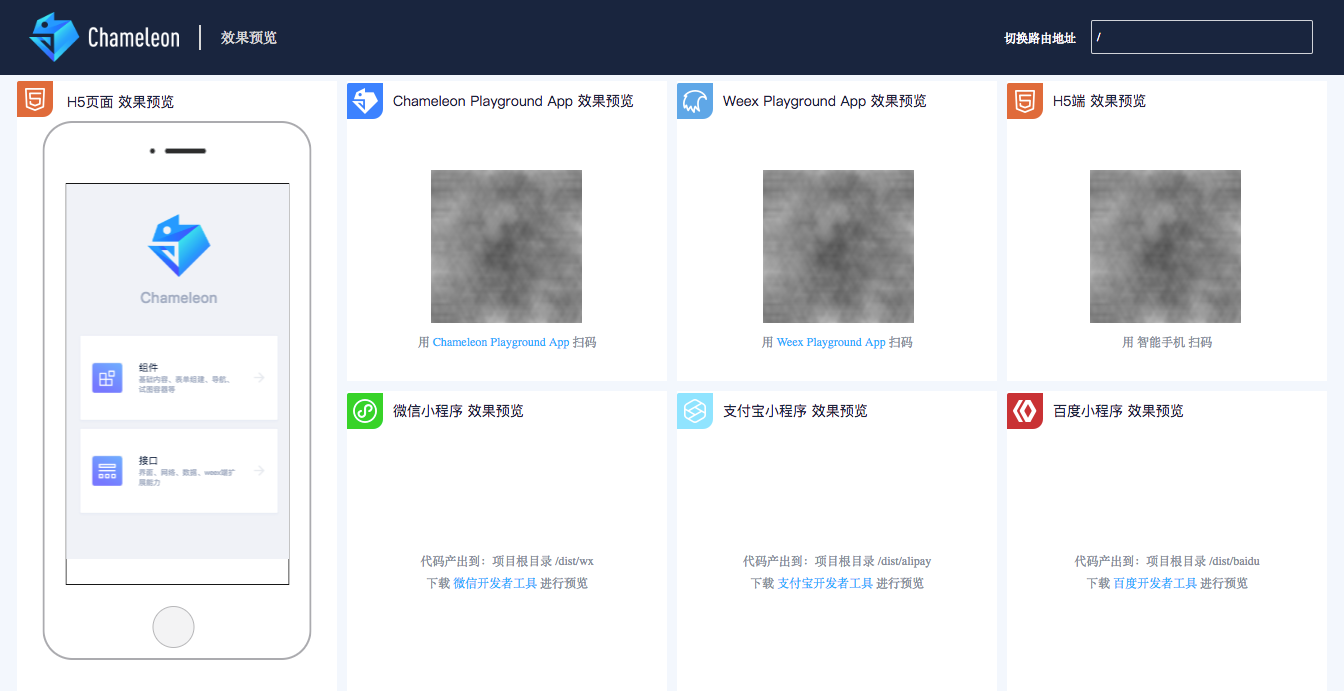 Chameleon
效果预览
切换路由地址
/
H5页面 效果预览
Chameleon
组件
基础内容、表单组建、导航、
试图容器等
接口
界面、网络、数据、weex端扩
展能力
Chameleon Playground App 效果预览
用 Chameleon Playground App 扫码
Weex Playground App 效果预览
用 Weex Playground App 扫码
H5端 效果预览
用 智能手机 扫码
微信小程序 效果预览
代码产出到：项目根目录 /dist/wx
下载 微信开发者工具 进行预览
支付宝小程序 效果预览
代码产出到：项目根目录 /dist/alipay
下载 支付宝开发者工具 进行预览
百度小程序 效果预览
代码产出到：项目根目录 /dist/baidu
下载 百度开发者工具 进行预览